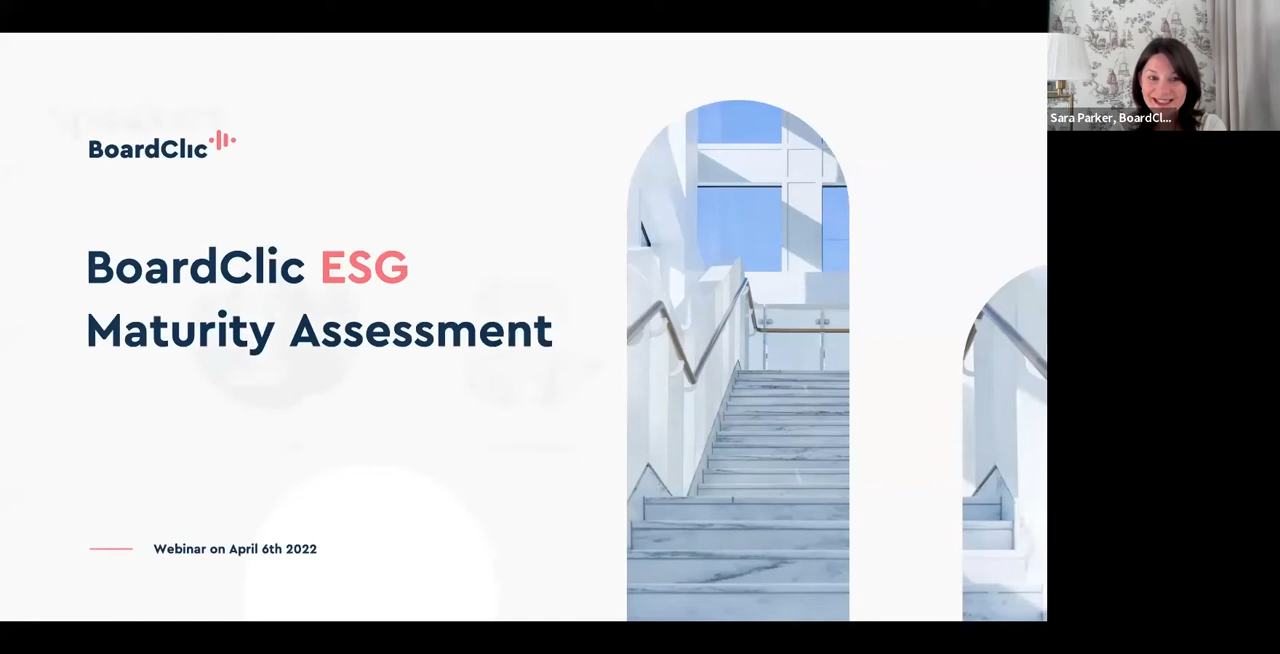 BoardClic
BoardClic ESG
Maturity Assessment
Webinar on April 6th 2022
Sara Parker, BoardCl...